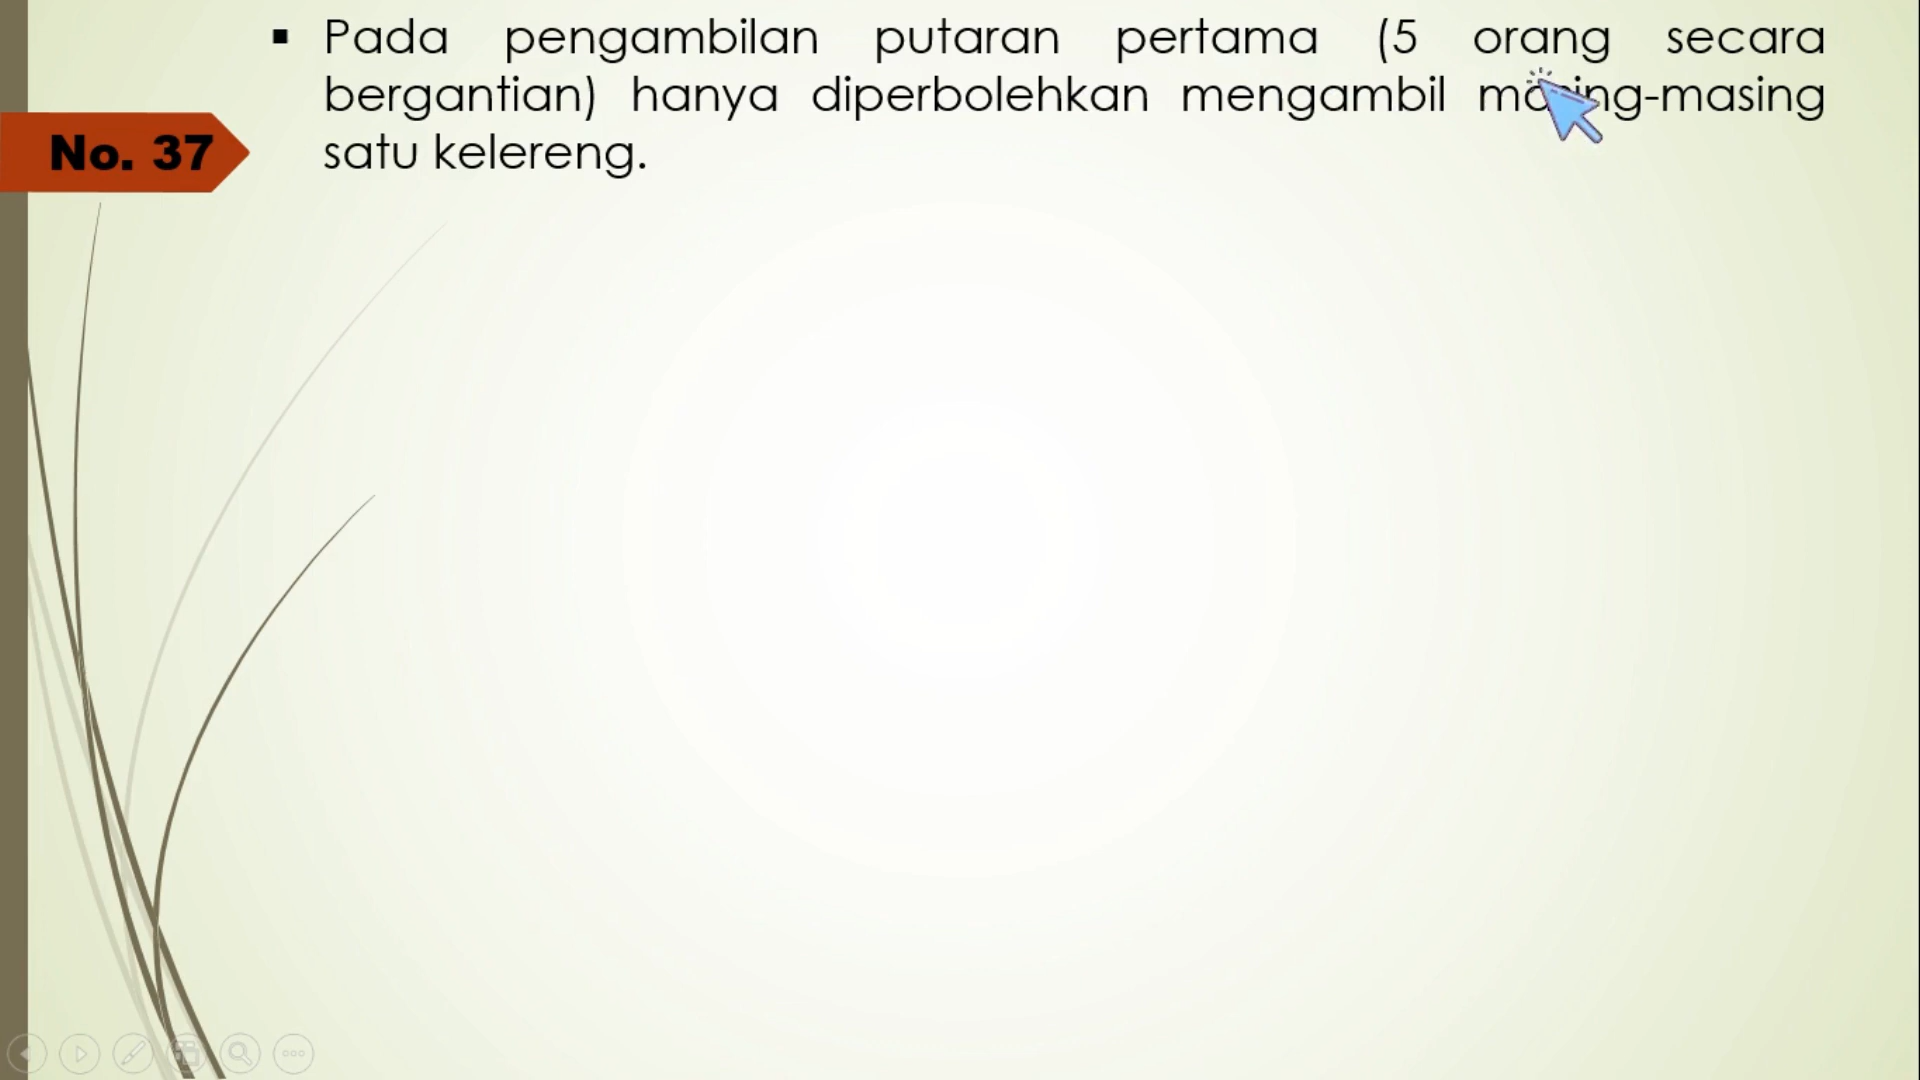 Pada pengambilan putaran pertama (5 orang secara
bergantian) hanya diperbolehkan mengambil masing-masing
satu kelereng.
No. 37